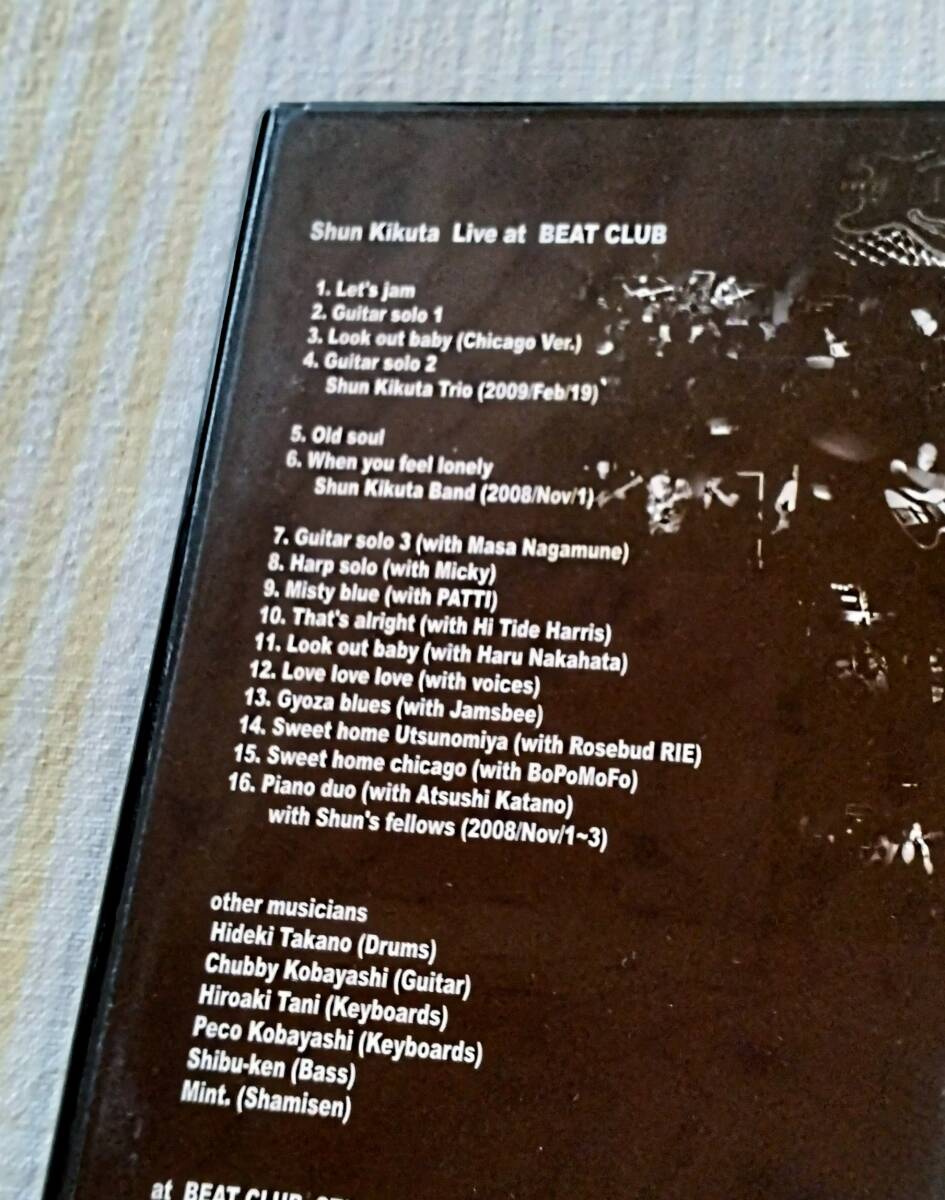 Shun Kikuta Live at BEAT CLUB
1. Let's jam
2. Guitar solo 1
3. Look out baby (Chicago Ver.)
4. Guitar solo 2
Shun Kikuta Trio (2009/Feb/19)
5. Old soul
6. When you feel lonely
Shun Kikuta Band (2008/Nov/1)
7. Guitar solo 3 (with Masa Nagamune)
8. Harp solo (with Micky)
9. Misty blue (with PATTI)
10. That's alright (with Hi Tide Harris)
11. Look out baby (with Haru Nakahata)
12. Love love love (with voices)
13. Gyoza blues (with Jamsbee)
14. Sweet home Utsunomiya (with Rosebud RIE)
15. Sweet home chicago (with BoPoMoFo)
16. Piano duo (with Atsushi Katano)
with Shun's fellows (2008/Nov/1~3)
other musicians
Hideki Takano (Drums)
Chubby Kobayashi (Guitar)
Hiroaki Tani (Keyboards)
Peco Kobayashi (Keyboards)
Shibu-ken (Bass)
Mint. (Shamisen)
at BEAT CLUB